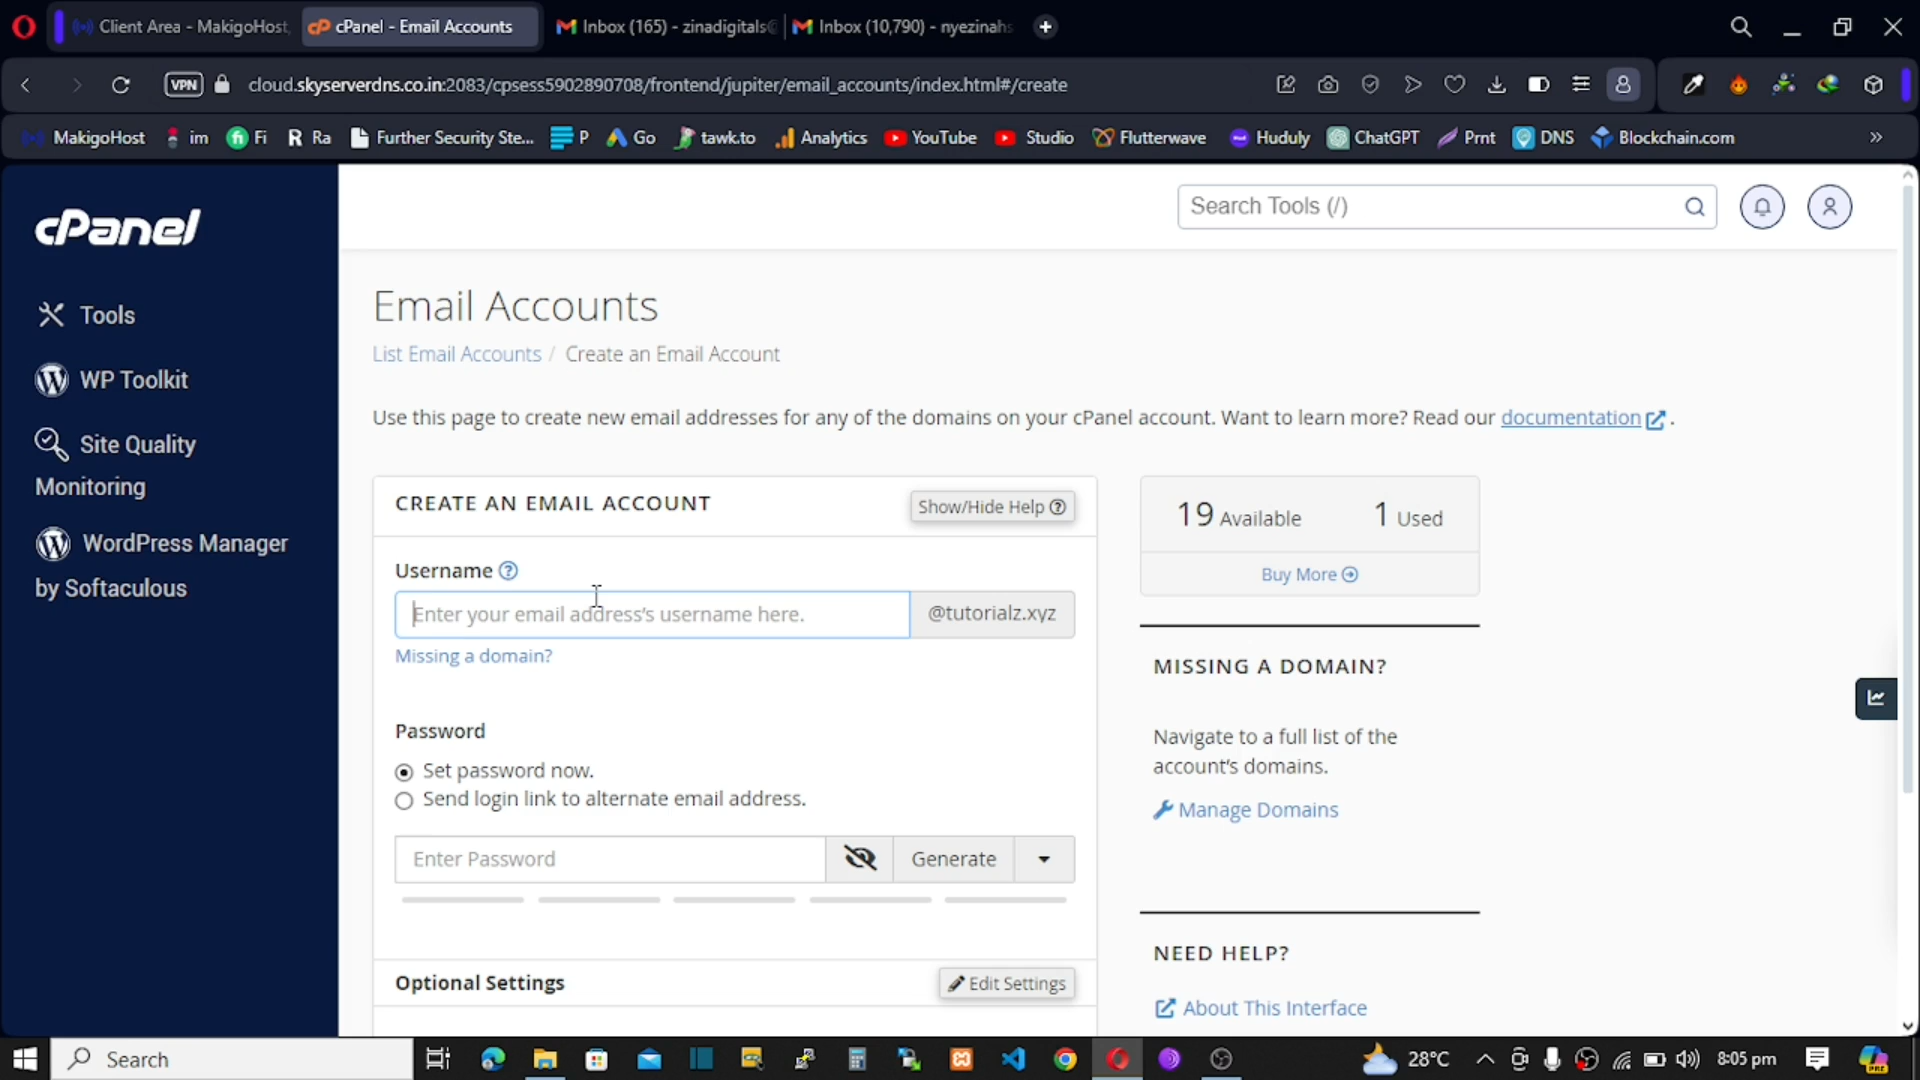 Client Area - MakigoHost,
cPanel - Email Accounts
Inbox (165) - zinadigitals@
Inbox (10,790) - nyezinahs
VPN
cloud.skyserverdns.co.in:2083/cpsess5902890708/frontend/jupiter/email_accounts/index.html#/create
MakigoHost
im
Fi
R Ra
Further Security Ste...
P
Go
tawk.to
Analytics
YouTube
Studio
Flutterwave
Huduly
ChatGPT
Prnt
DNS
Blockchain.com
»
cPanel
Search Tools (/)
Tools
WP Toolkit
Site Quality
Monitoring
WordPress Manager
by Softaculous
Email Accounts
List Email Accounts / Create an Email Account
Use this page to create new email addresses for any of the domains on your cPanel account. Want to learn more? Read our documentation .
CREATE AN EMAIL ACCOUNT
Show/Hide Help
Username
Enter your email address's username here.
@tutorialz.xyz
Missing a domain?
Password
Set password now.
Send login link to alternate email address.
Enter Password
Generate
Optional Settings
Edit Settings
19 Available
1 Used
Buy More
MISSING A DOMAIN?
Navigate to a full list of the
account's domains.
Manage Domains
NEED HELP?
About This Interface
Search
28°C
8:05 pm
PRE